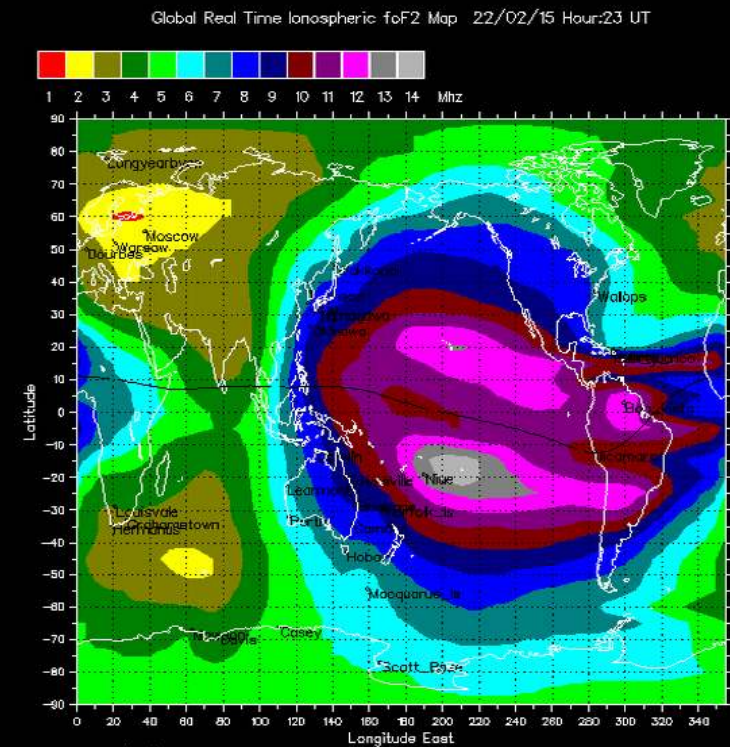 Global Real Time Ionospheric foF2 Map 22/02/15 Hour:23 UT
1 2 3 4 5 6 7 8 9 10 11 12 13 14 Mhz
90
80
Longyearbyen
70
60
Moscow
Warsaw
50
Dourbes
40
Walops
30
20
10
0
-10
Niue
-20
Learmonth
Louisvale
-30
Grahamstown
Hermanus
Perth
-40
Hobart
-50
Macquarus_Is
-60
Casey
-70
Davis
Scott_Base
-80
-90
0 20 40 60 80 100 120 140 160 180 200 220 240 260 280 300 320 340
Longitude East
Latitude